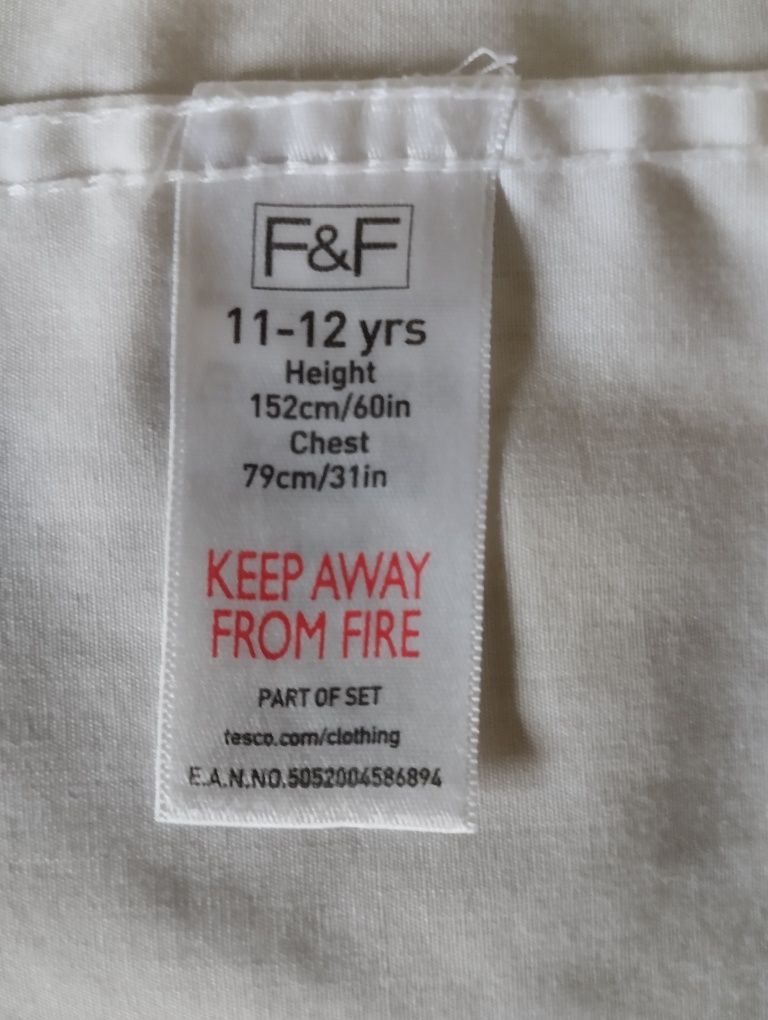 F&F
11-12 yrs
Height
152cm/60in
Chest
79cm/31in
KEEP AWAY
FROM FIRE
PART OF SET
tesco.com/clothing
E.A.N.NO.5052004586894